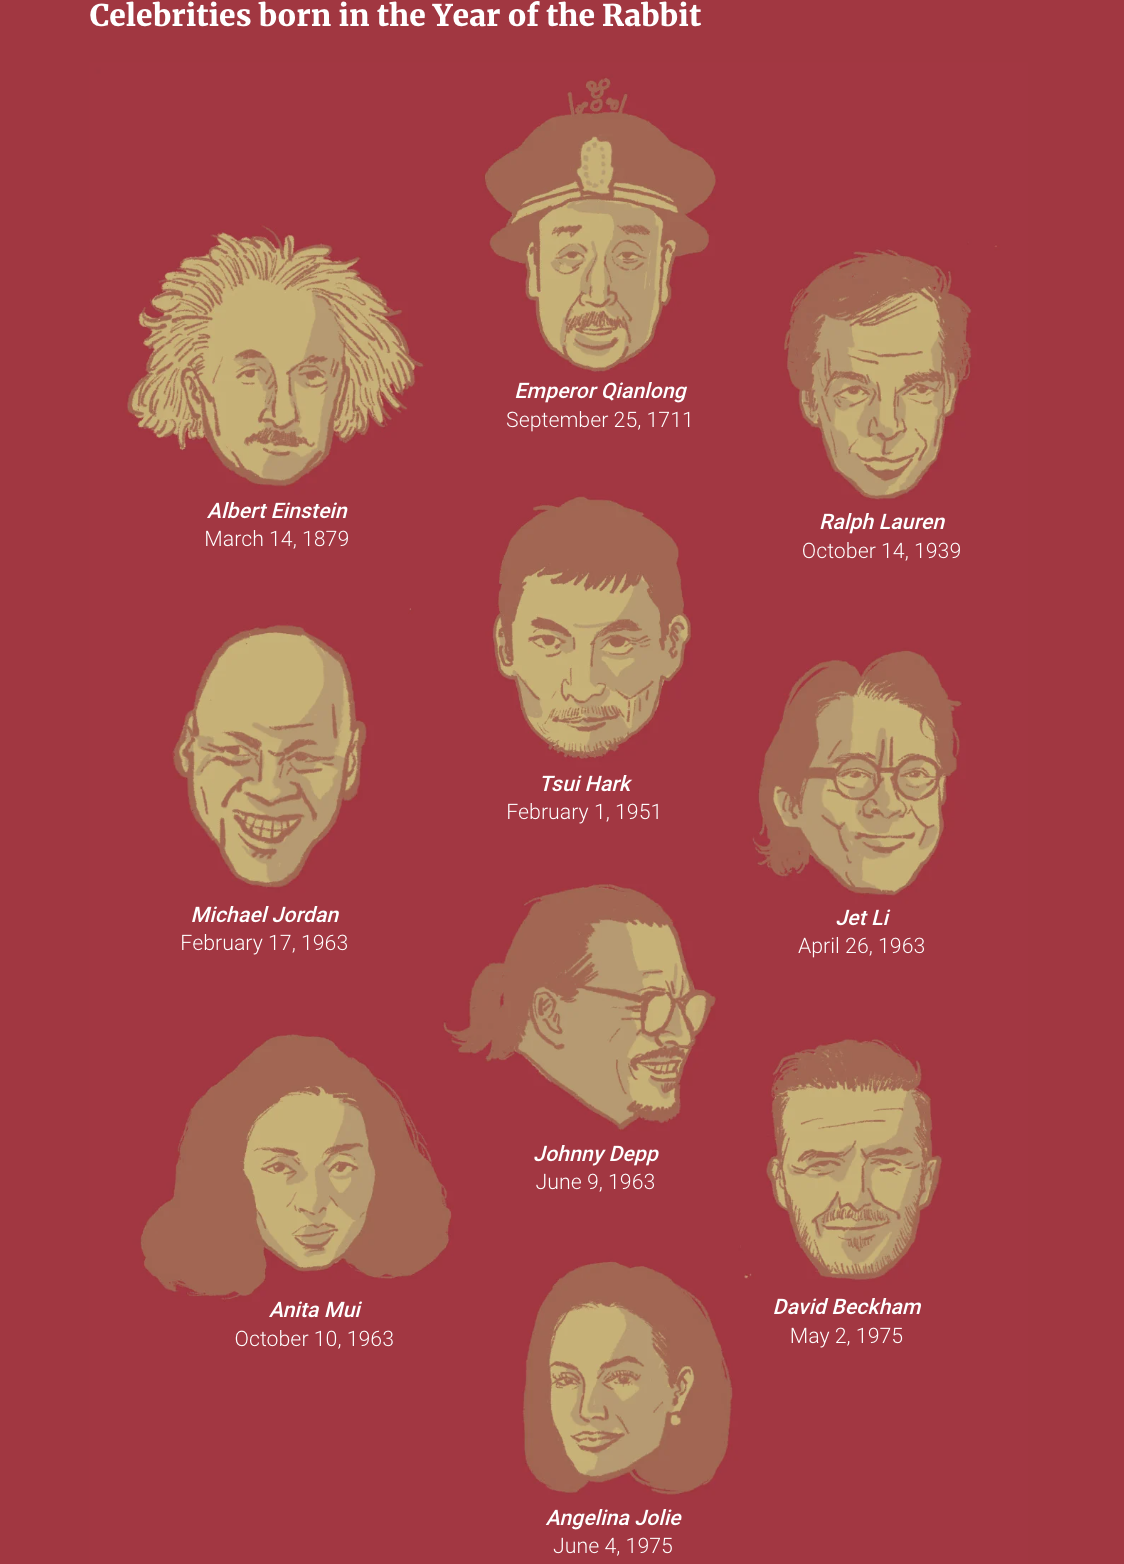 Celebrities born in the Year of the Rabbit
Emperor Qianlong
September 25, 1711
Albert Einstein
March 14, 1879
Ralph Lauren
October 14, 1939
Tsui Hark
February 1, 1951
Michael Jordan
February 17, 1963
Jet Li
April 26, 1963
Johnny Depp
June 9, 1963
Anita Mui
October 10, 1963
David Beckham
May 2, 1975
Angelina Jolie
June 4, 1975